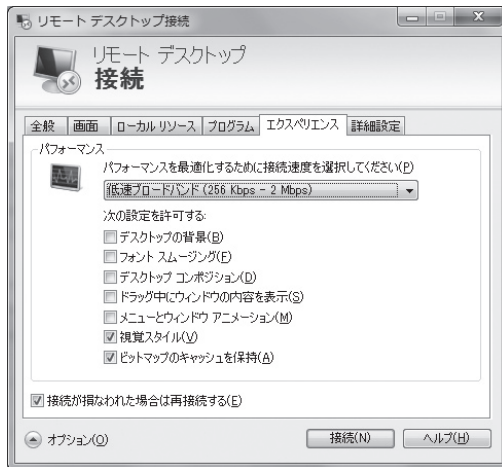 リモート デスクトップ接続
リモート デスクトップ
接続
全般 画面 ローカル リソース プログラム エクスペリエンス 詳細設定
パフォーマンス
パフォーマンスを最適化するために接続速度を選択してください(P)
低速ブロードバンド (256 Kbps - 2 Mbps)
次の設定を許可する:
デスクトップの背景(B)
フォント スムージング(F)
デスクトップ コンポジション(D)
ドラッグ中にウィンドウの内容を表示(S)
メニューとウィンドウ アニメーション(M)
視覚スタイル(V)
ビットマップのキャッシュを保持(A)
接続が損なわれた場合は再接続する(E)
オプション(O) 接続(N) ヘルプ(H)